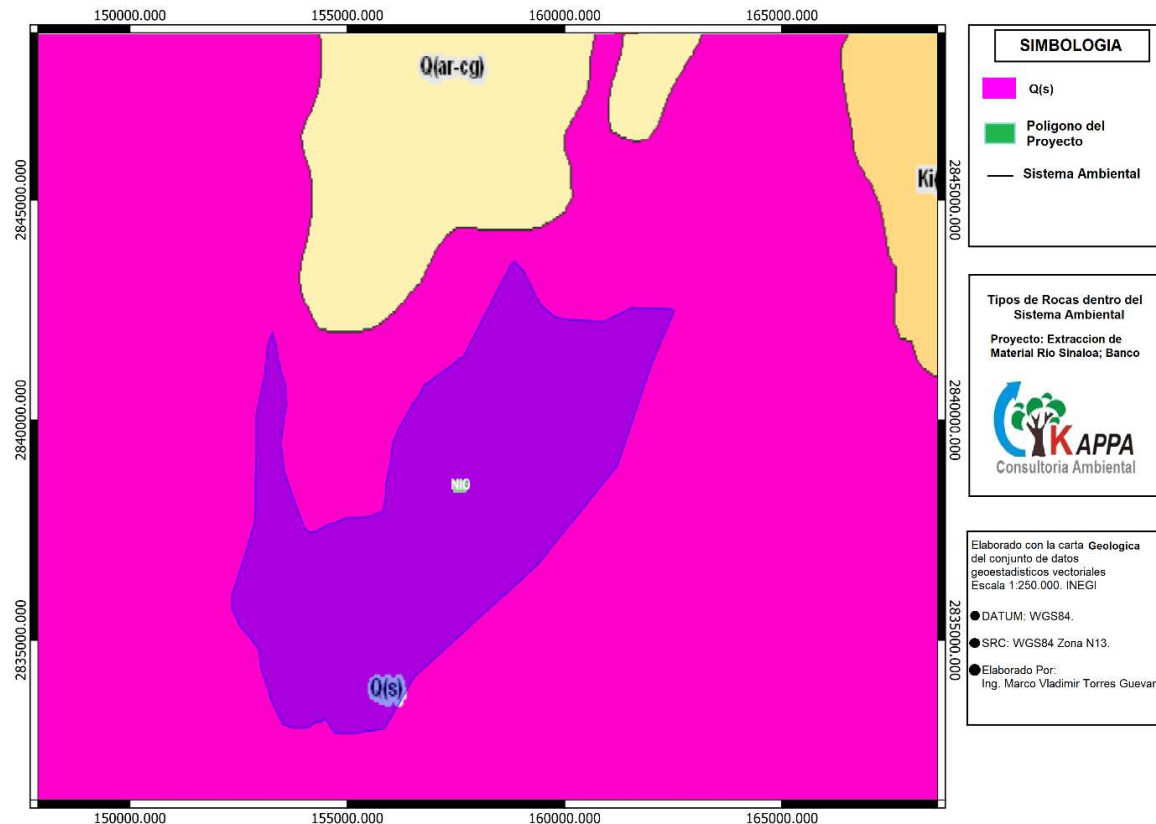 150000.000 155000.000 160000.000 165000.000
2845000.000
2840000.000
2835000.000
Q(ar-cg)
NIO
Q(s)
2845000.000
2840000.000
2835000.000
150000.000 155000.000 160000.000 165000.000
SIMBOLOGIA
Q(s)
Poligono del
Proyecto
Sistema Ambiental
Tipos de Rocas dentro del
Sistema Ambiental
Proyecto: Extraccion de
Material Rio Sinaloa; Banco
KAPPA
Consultoria Ambiental
Elaborado con la carta Geologica
del conjunto de datos
geoestadisticos vectoriales
Escala 1:250.000. INEGI
DATUM: WGS84.
SRC: WGS84 Zona N13.
Elaborado Por:
Ing. Marco Vladimir Torres Guevar